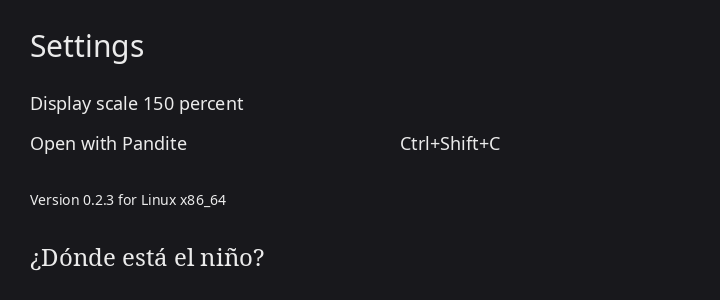 Settings
Display scale 150 percent
Open with Pandite Ctrl+Shift+C
Version 0.2.3 for Linux x86_64
¿Dónde está el niño?